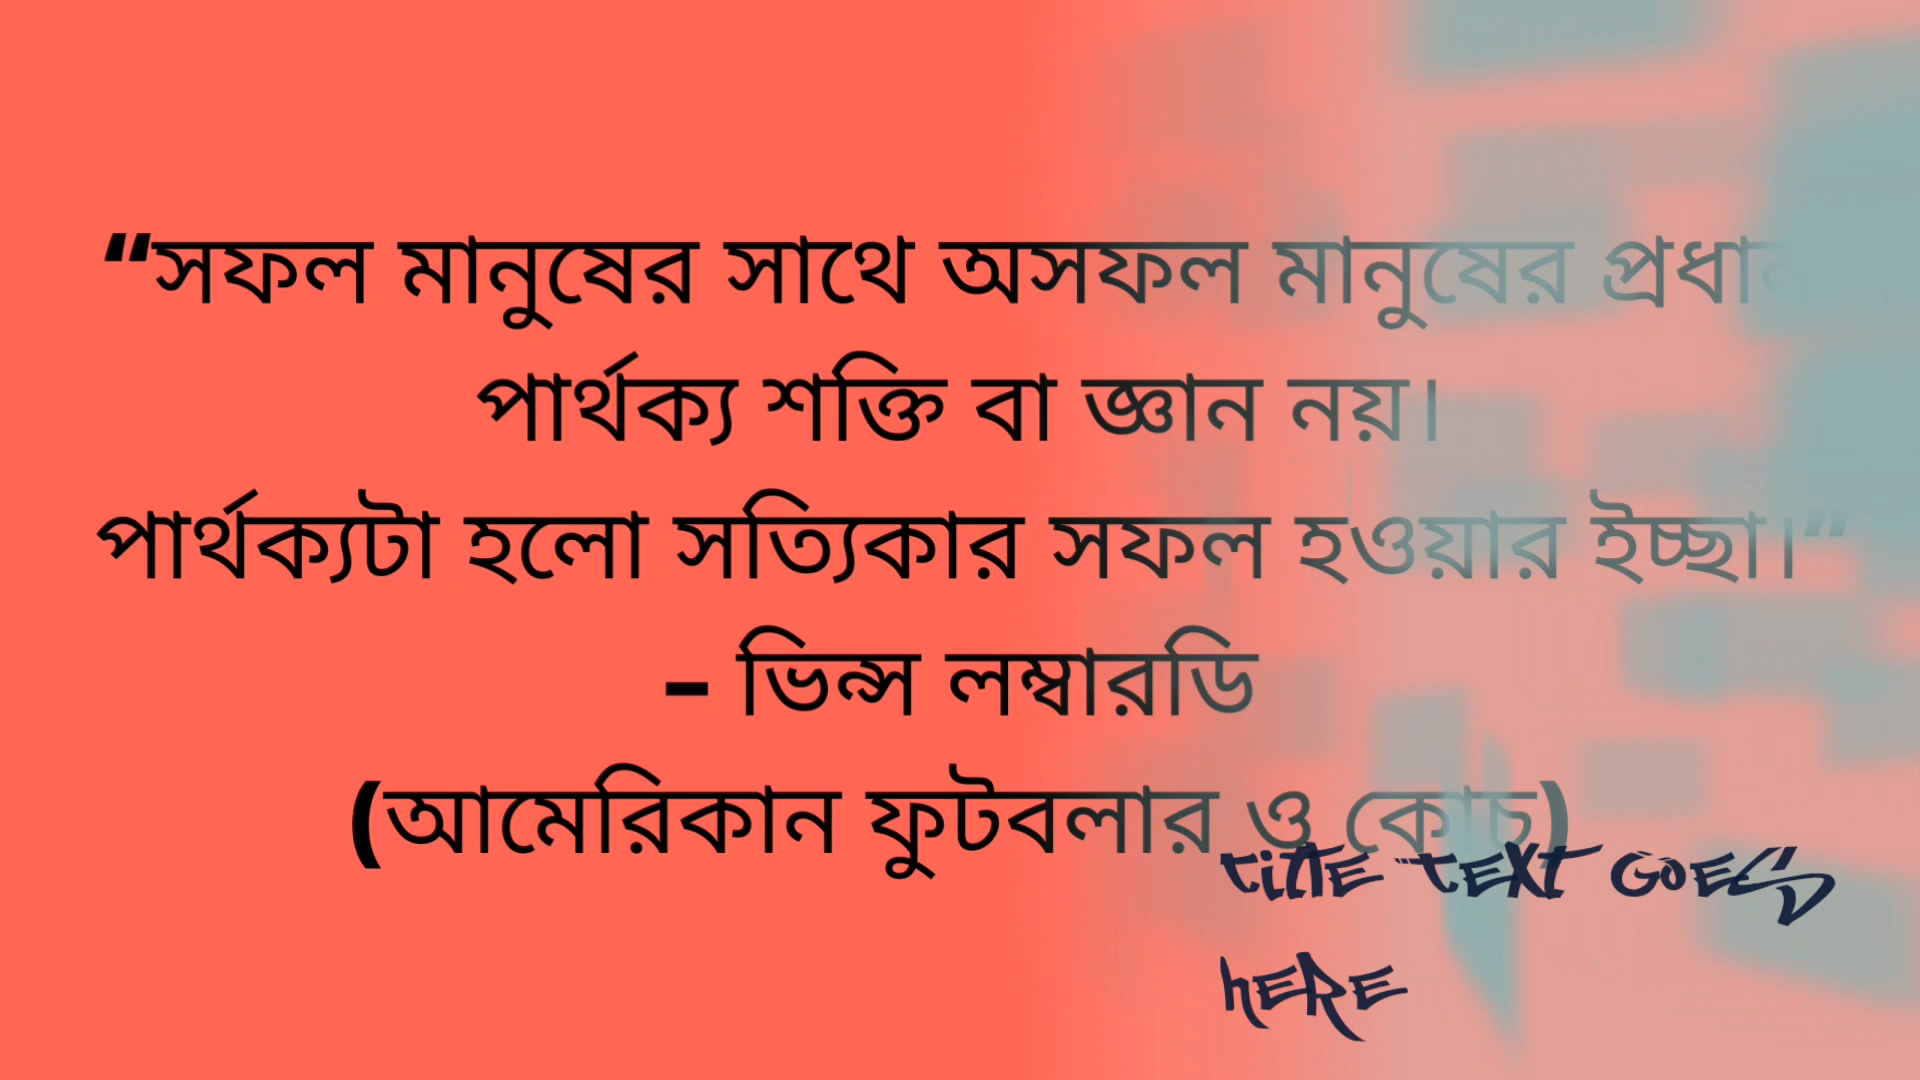 “সফল মানুষের সাথে অসফল মানুষের প্রধান
পার্থক্য শক্তি বা জ্ঞান নয়।
পার্থক্যটা হলো সত্যিকার সফল হওয়ার ইচ্ছা।”
– ভিন্স লম্বারডি
(আমেরিকান ফুটবলার ও কোচ)
TITLE TEXT GOES
HERE